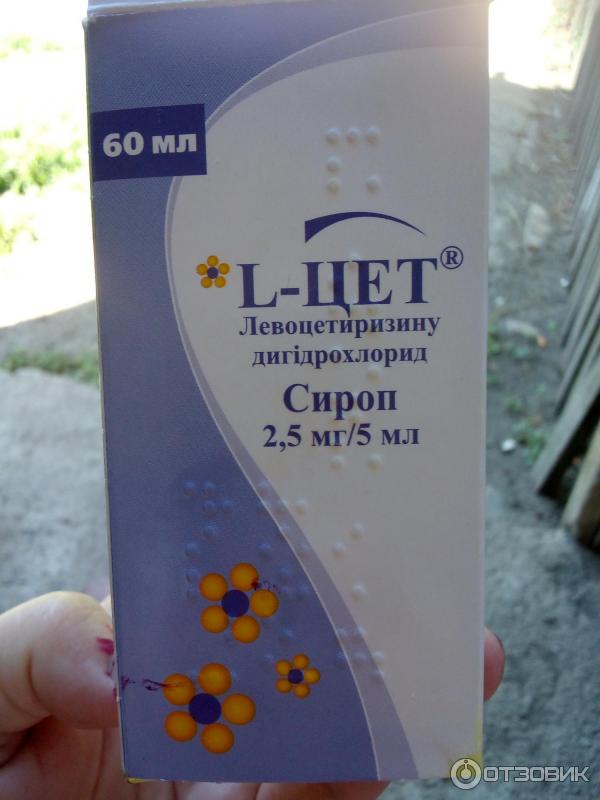 60 мл
L-ЦЕТ®
Левоцетиризину
дигідрохлорид
Сироп
2,5 мг/5 мл
ОТЗОВИК